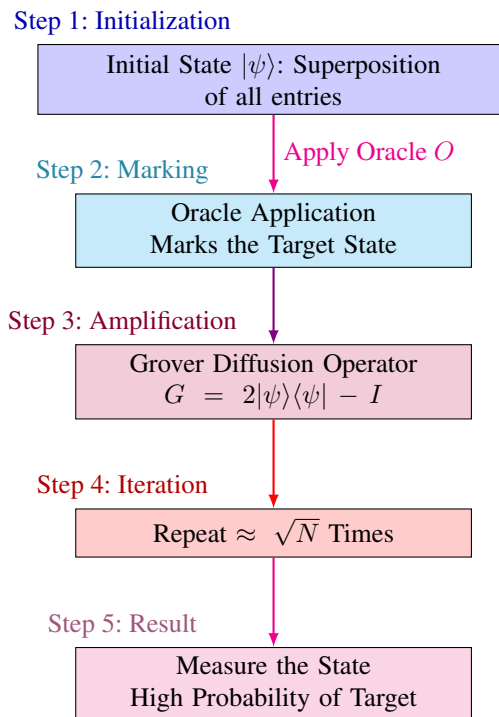 Step 1: Initialization
Initial State |ψ⟩: Superposition
of all entries
Apply Oracle O
Step 2: Marking
Oracle Application
Marks the Target State
Step 3: Amplification
Grover Diffusion Operator
G = 2|ψ⟩⟨ψ| − I
Step 4: Iteration
Repeat ≈ √N Times
Step 5: Result
Measure the State
High Probability of Target